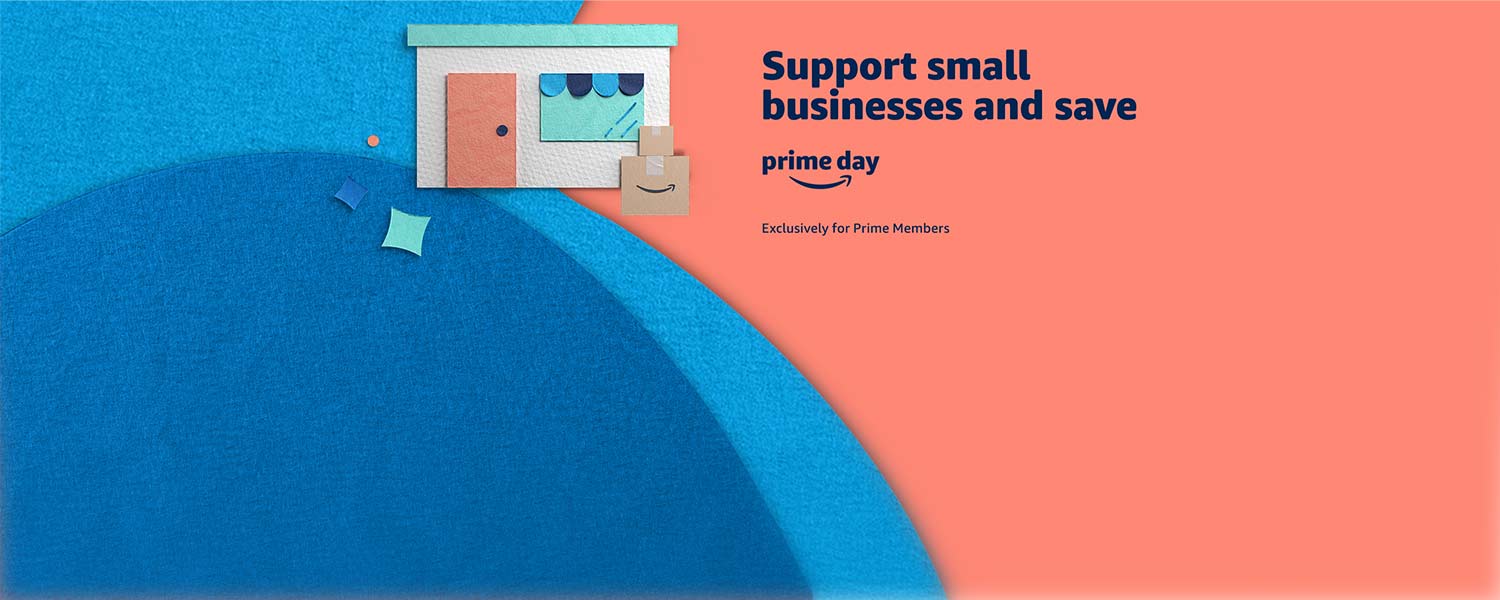 Support small
businesses and save
prime day
Exclusively for Prime Members